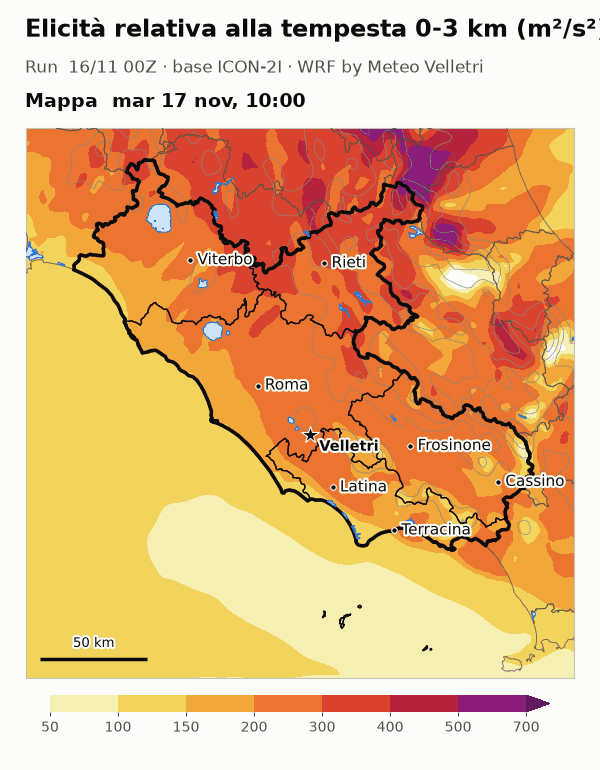 Elicità relativa alla tempesta 0-3 km (m²/s²)
Run 16/11 00Z · base ICON-2I · WRF by Meteo Velletri
Mappa mar 17 nov, 10:00
Viterbo
Rieti
Roma
Velletri
Frosinone
Latina
Cassino
Terracina
50 km
50 100 150 200 300 400 500 700